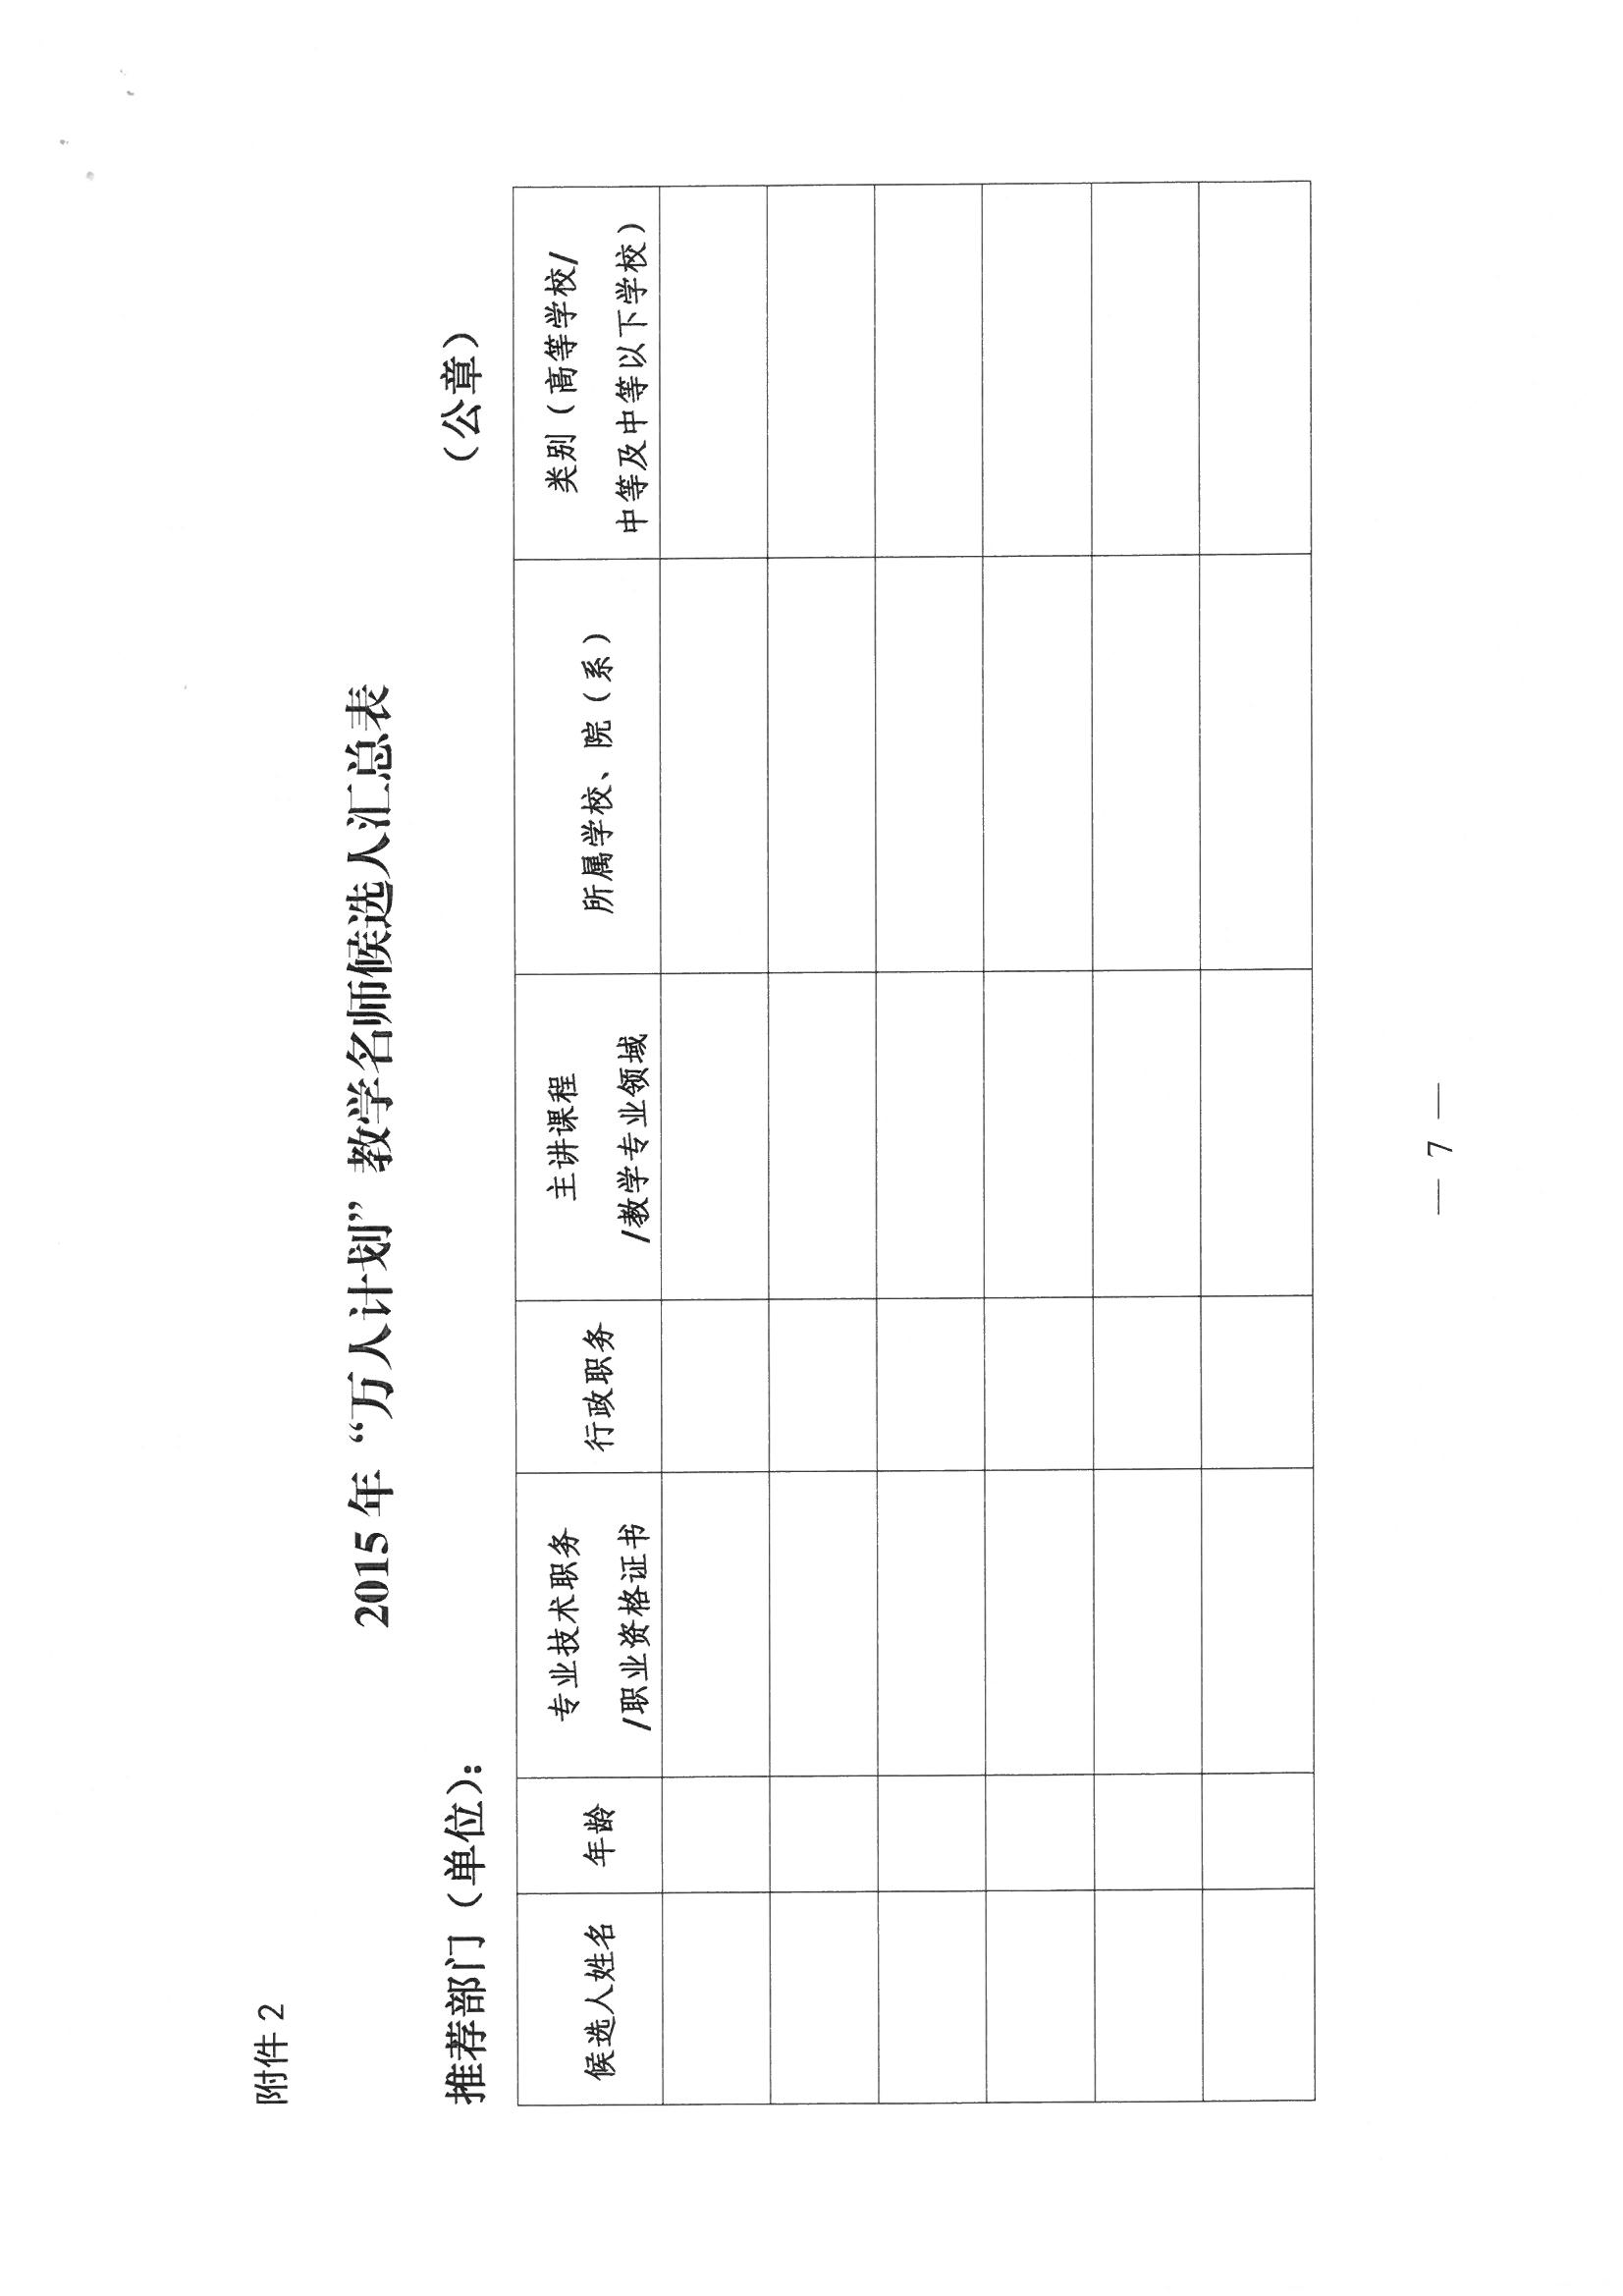 附件 2
2015 年“万人计划”教学名师候选人汇总表
推荐部门（单位）： （公章）
候选人姓名
年龄
专业技术职务
/职业资格证书
行政职务
主讲课程
/教学专业领域
所属学校、院（系）
类别（高等学校/
中等及中等以下学校）
— 7 —